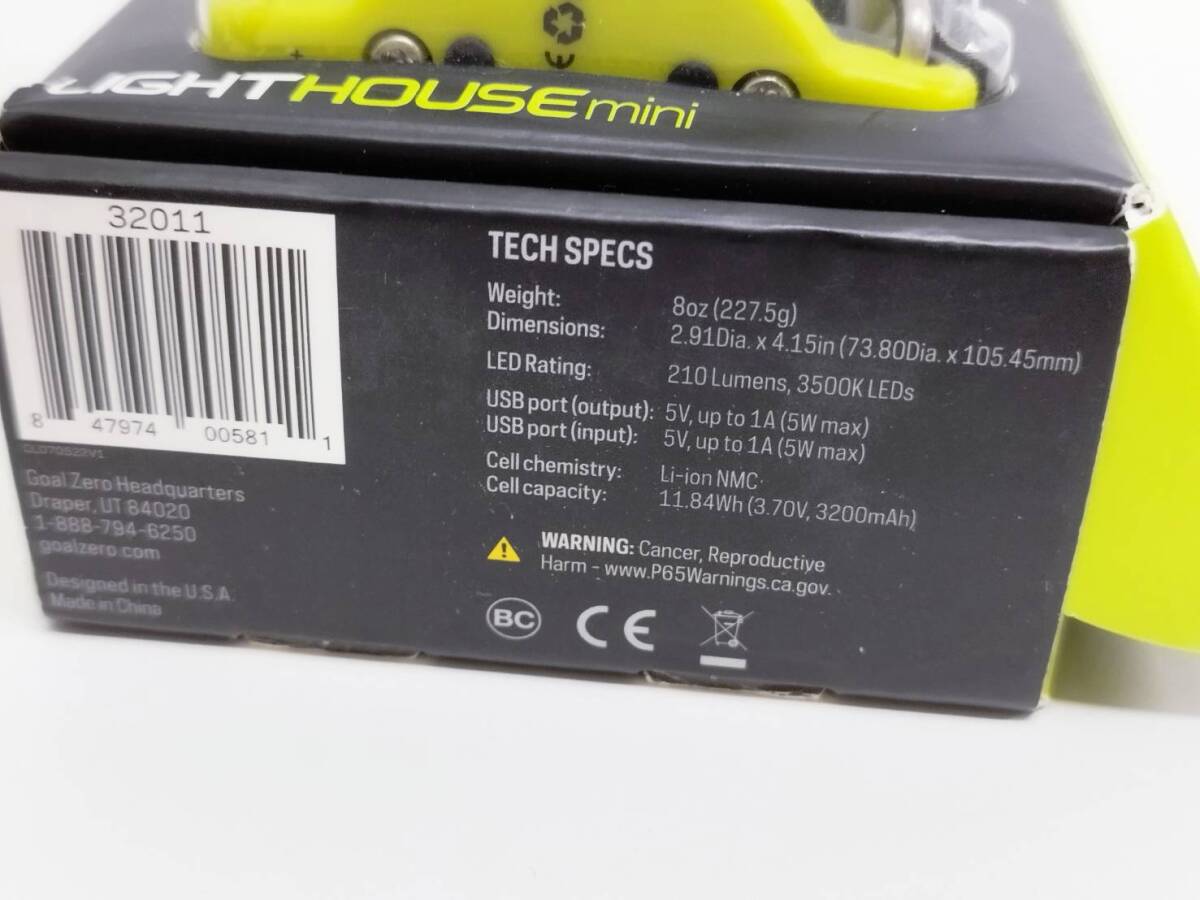 LIGHTHOUSE mini
32011
8 47974 00581 1
CL070522V1
Goal Zero Headquarters
Draper, UT 84020
1-888-794-6250
goalzero.com
Designed in the U.S.A
Made in China
TECH SPECS
Weight: 8oz (227.5g)
Dimensions: 2.91Dia. x 4.15in (73.80Dia. x 105.45mm)
LED Rating: 210 Lumens, 3500K LEDs
USB port (output): 5V, up to 1A (5W max)
USB port (input): 5V, up to 1A (5W max)
Cell chemistry: Li-ion NMC
Cell capacity: 11.84Wh (3.70V, 3200mAh)
WARNING: Cancer, Reproductive
Harm - www.P65Warnings.ca.gov.
BC CE